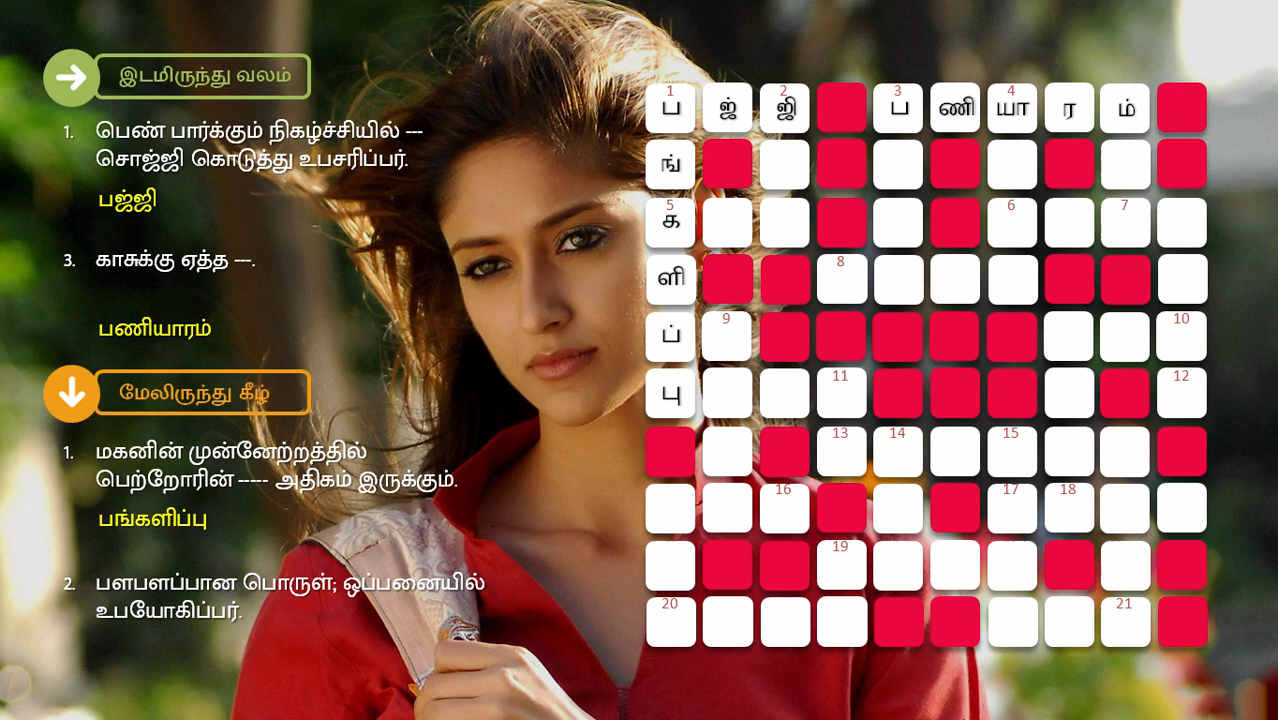 இடமிருந்து வலம்
1. பெண் பார்க்கும் நிகழ்ச்சியில் ---
சொஜ்ஜி கொடுத்து உபசரிப்பர்.
பஜ்ஜி
3. காசுக்கு ஏத்த ---.
பணியாரம்
மேலிருந்து கீழ்
1. மகனின் முன்னேற்றத்தில்
பெற்றோரின் ----- அதிகம் இருக்கும்.
பங்களிப்பு
2. பளபளப்பான பொருள்; ஒப்பனையில்
உபயோகிப்பர்.
1 2 3 4
ப ஜ் ஜி ப ணி யா ர ம்
ங்
5 6 7
க
8
ளி
9 10
ப்
11 12
பு
13 14 15
16 17 18
19
20 21